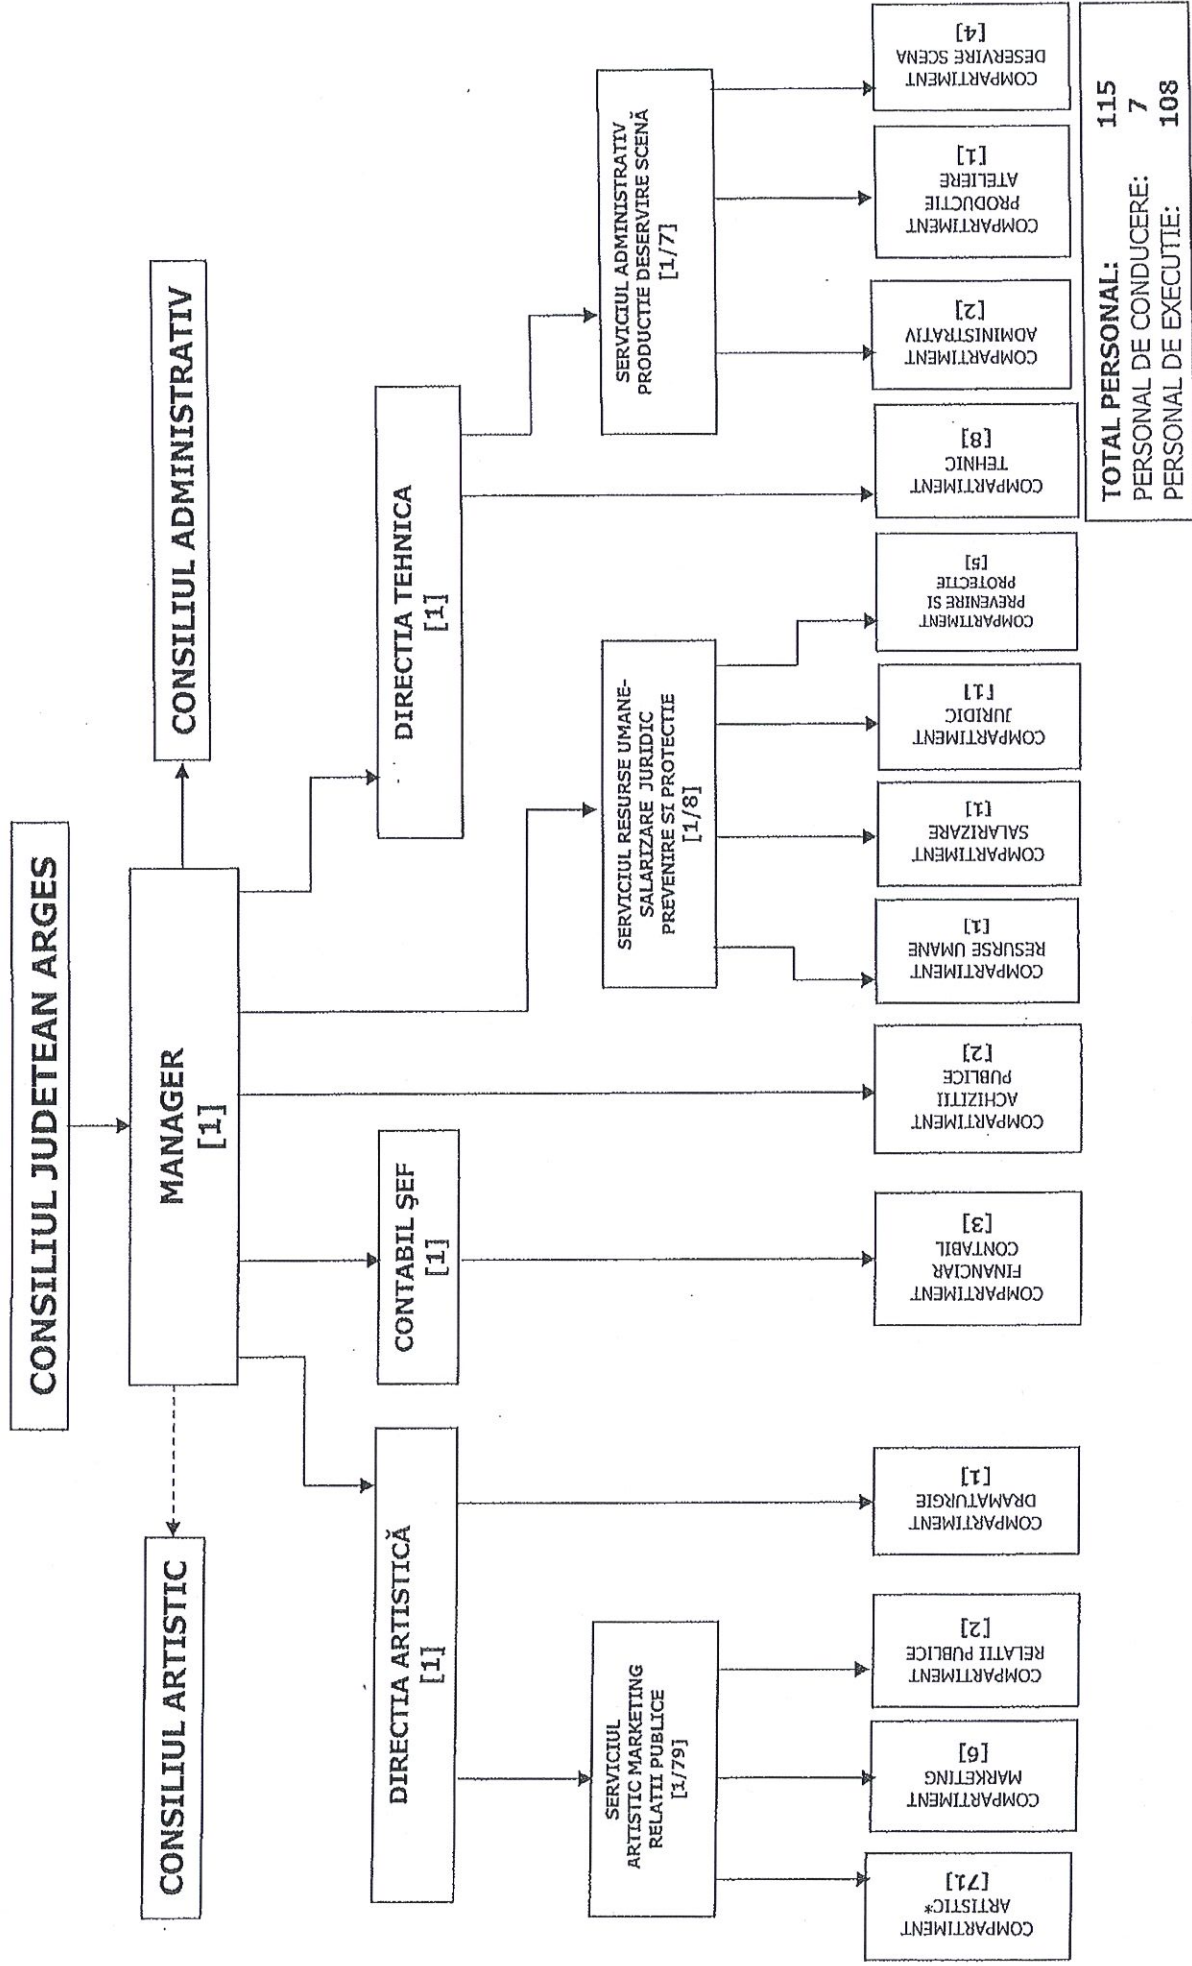 CONSILIUL JUDETEAN ARGES
CONSILIUL ARTISTIC
MANAGER
[1]
CONSILIUL ADMINISTRATIV
DIRECTIA ARTISTICĂ
[1]
CONTABIL ŞEF
[1]
DIRECTIA TEHNICA
[1]
SERVICIUL
ARTISTIC MARKETING
RELATII PUBLICE
[1/79]
SERVICIUL RESURSE UMANE-
SALARIZARE JURIDIC
PREVENIRE SI PROTECTIE
[1/8]
SERVICIUL ADMINISTRATIV
PRODUCTIE DESERVIRE SCENĂ
[1/7]
COMPARTIMENT
ARTISTIC*
[71]
COMPARTIMENT
MARKETING
[6]
COMPARTIMENT
RELATII PUBLICE
[2]
COMPARTIMENT
DRAMATURGIE
[1]
COMPARTIMENT
FINANCIAR
CONTABIL
[3]
COMPARTIMENT
ACHIZITII
PUBLICE
[2]
COMPARTIMENT
RESURSE UMANE
[1]
COMPARTIMENT
SALARIZARE
[1]
COMPARTIMENT
JURIDIC
[1]
COMPARTIMENT
PREVENIRE SI
PROTECTIE
[5]
COMPARTIMENT
TEHNIC
[8]
COMPARTIMENT
ADMINISTRATIV
[2]
COMPARTIMENT
PRODUCTIE
ATELIERE
[1]
COMPARTIMENT
DESERVIRE SCENA
[4]
TOTAL PERSONAL: 115
PERSONAL DE CONDUCERE: 7
PERSONAL DE EXECUTIE: 108